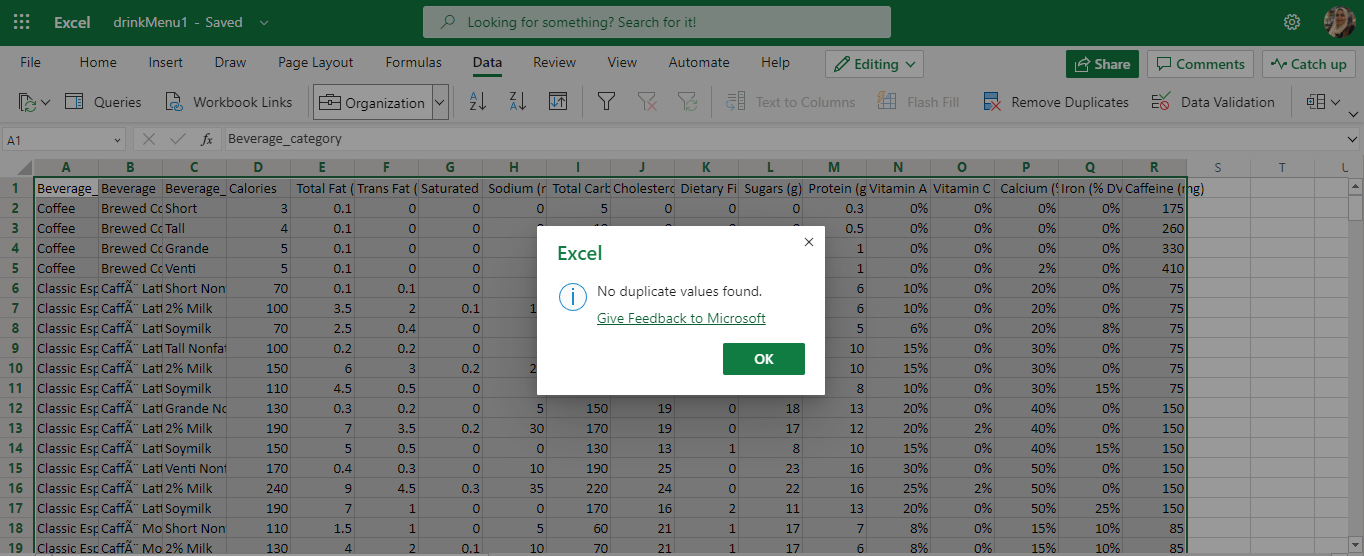 Excel drinkMenu1 - Saved Looking for something? Search for it!
File Home Insert Draw Page Layout Formulas Data Review View Automate Help Editing Share Comments Catch up
Queries Workbook Links Organization Text to Columns Flash Fill Remove Duplicates Data Validation
A1 fx Beverage_category
A B C D E F G H I J K L M N O P Q R S T U
1 Beverage_ Beverage Beverage_ Calories Total Fat ( Trans Fat ( Saturated Sodium (r Total Carb Cholestero Dietary Fi Sugars (g) Protein (g Vitamin A Vitamin C Calcium (% Iron (% DV Caffeine (mg)
2 Coffee Brewed Co Short 3 0.1 0 0 0 5 0 0 0 0.3 0% 0% 0% 0% 175
3 Coffee Brewed Co Tall 4 0.1 0 0 0.5 0% 0% 0% 0% 260
4 Coffee Brewed Co Grande 5 0.1 0 0 1 0% 0% 0% 0% 330
5 Coffee Brewed Co Venti 5 0.1 0 0 1 0% 0% 2% 0% 410
6 Classic Esp CaffÃ¨ Latt Short Non 70 0.1 0.1 0 6 10% 0% 20% 0% 75
7 Classic Esp CaffÃ¨ Latt 2% Milk 100 3.5 2 0.1 1 6 10% 0% 20% 0% 75
8 Classic Esp CaffÃ¨ Latt Soymilk 70 2.5 0.4 0 5 6% 0% 20% 8% 75
9 Classic Esp CaffÃ¨ Latt Tall Nonfat 100 0.2 0.2 0 10 15% 0% 30% 0% 75
10 Classic Esp CaffÃ¨ Latt 2% Milk 150 6 3 0.2 2 10 15% 0% 30% 0% 75
11 Classic Esp CaffÃ¨ Latt Soymilk 110 4.5 0.5 0 8 10% 0% 30% 15% 75
12 Classic Esp CaffÃ¨ Latt Grande No 130 0.3 0.2 0 5 150 19 0 18 13 20% 0% 40% 0% 150
13 Classic Esp CaffÃ¨ Latt 2% Milk 190 7 3.5 0.2 30 170 19 0 17 12 20% 2% 40% 0% 150
14 Classic Esp CaffÃ¨ Latt Soymilk 150 5 0.5 0 0 130 13 1 8 10 15% 0% 40% 15% 150
15 Classic Esp CaffÃ¨ Latt Venti Nonf 170 0.4 0.3 0 10 190 25 0 23 16 30% 0% 50% 0% 150
16 Classic Esp CaffÃ¨ Latt 2% Milk 240 9 4.5 0.3 35 220 24 0 22 16 25% 2% 50% 0% 150
17 Classic Esp CaffÃ¨ Latt Soymilk 190 7 1 0 0 170 16 2 11 13 20% 0% 50% 25% 150
18 Classic Esp CaffÃ¨ Mo Short Non 110 1.5 1 0 5 60 21 1 17 7 8% 0% 15% 10% 85
19 Classic Esp CaffÃ¨ Mo 2% Milk 130 4 2 0.1 10 70 21 1 17 6 8% 0% 15% 10% 85
Excel
No duplicate values found.
Give Feedback to Microsoft
OK